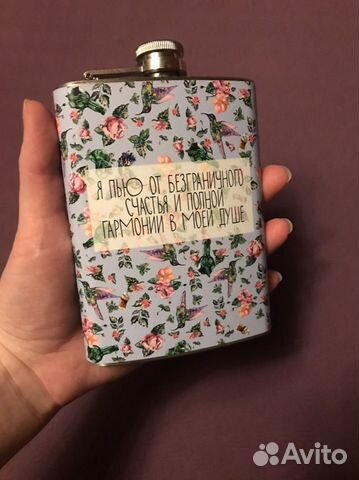 Я ПЬЮ ОТ БЕЗГРАНИЧНОГО
СЧАСТЬЯ И ПОЛНОЙ
ГАРМОНИИ В МОЕЙ ДУШЕ
Avito